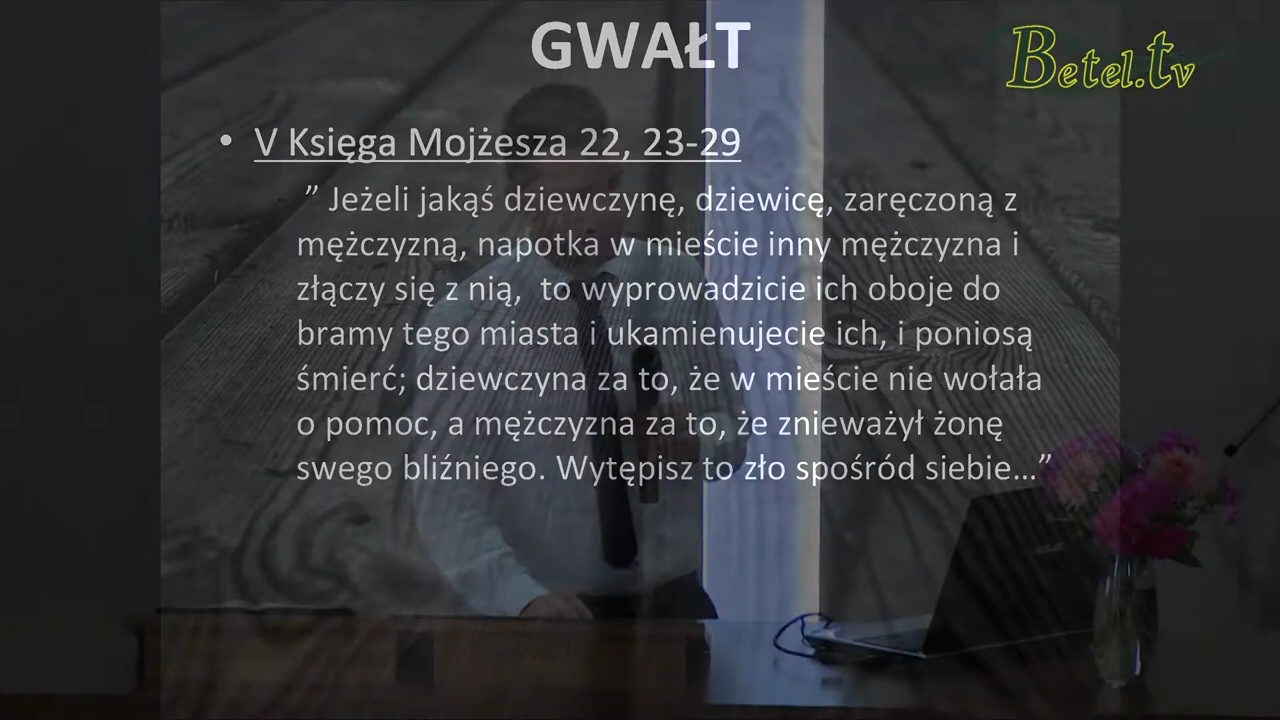 GWAŁT
Betel.tv
• V Księga Mojżesza 22, 23-29
” Jeżeli jakąś dziewczynę, dziewicę, zaręczoną z
mężczyzną, napotka w mieście inny mężczyzna i
złączy się z nią, to wyprowadzicie ich oboje do
bramy tego miasta i ukamienujecie ich, i poniosą
śmierć; dziewczyna za to, że w mieście nie wołała
o pomoc, a mężczyzna za to, że znieważył żonę
swego bliźniego. Wytępisz to zło spośród siebie...”